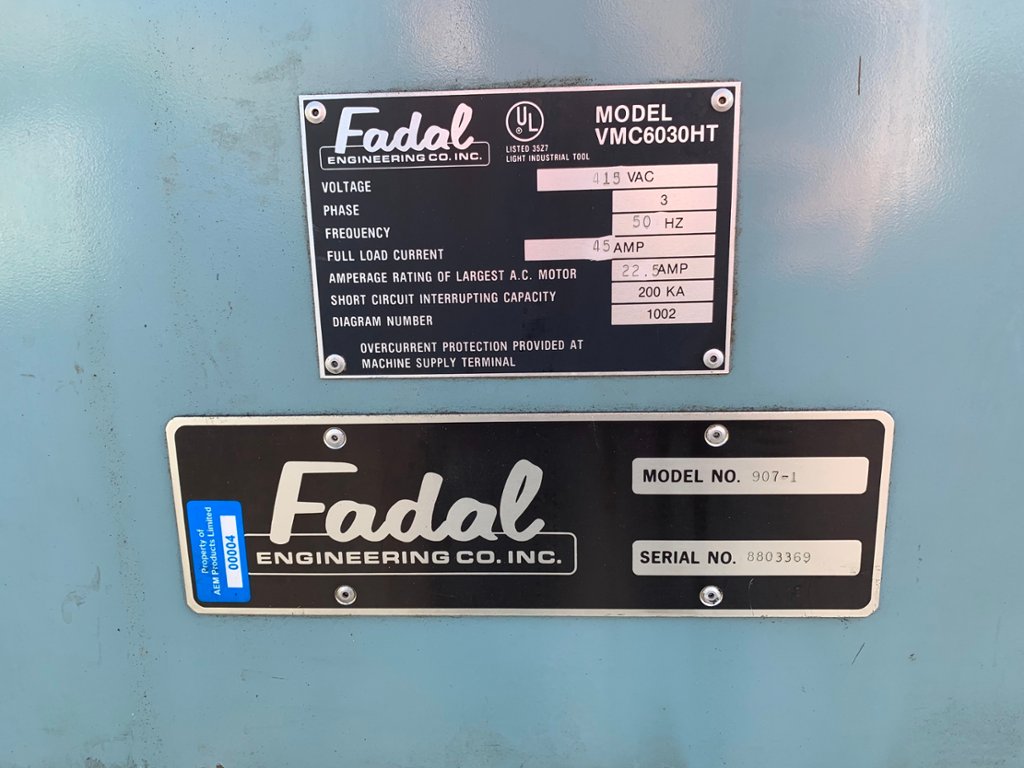 Fadal
ENGINEERING CO. INC.
UL
LISTED 3527
LIGHT INDUSTRIAL TOOL
MODEL
VMC6030HT
VOLTAGE 415 VAC
PHASE 3
FREQUENCY 50 HZ
FULL LOAD CURRENT 45 AMP
AMPERAGE RATING OF LARGEST A.C. MOTOR 22.5 AMP
SHORT CIRCUIT INTERRUPTING CAPACITY 200 KA
DIAGRAM NUMBER 1002
OVERCURRENT PROTECTION PROVIDED AT
MACHINE SUPPLY TERMINAL
Property of
AEM Products Limited
00004
Fadal
ENGINEERING CO. INC.
MODEL NO. 907-1
SERIAL NO. 8803369